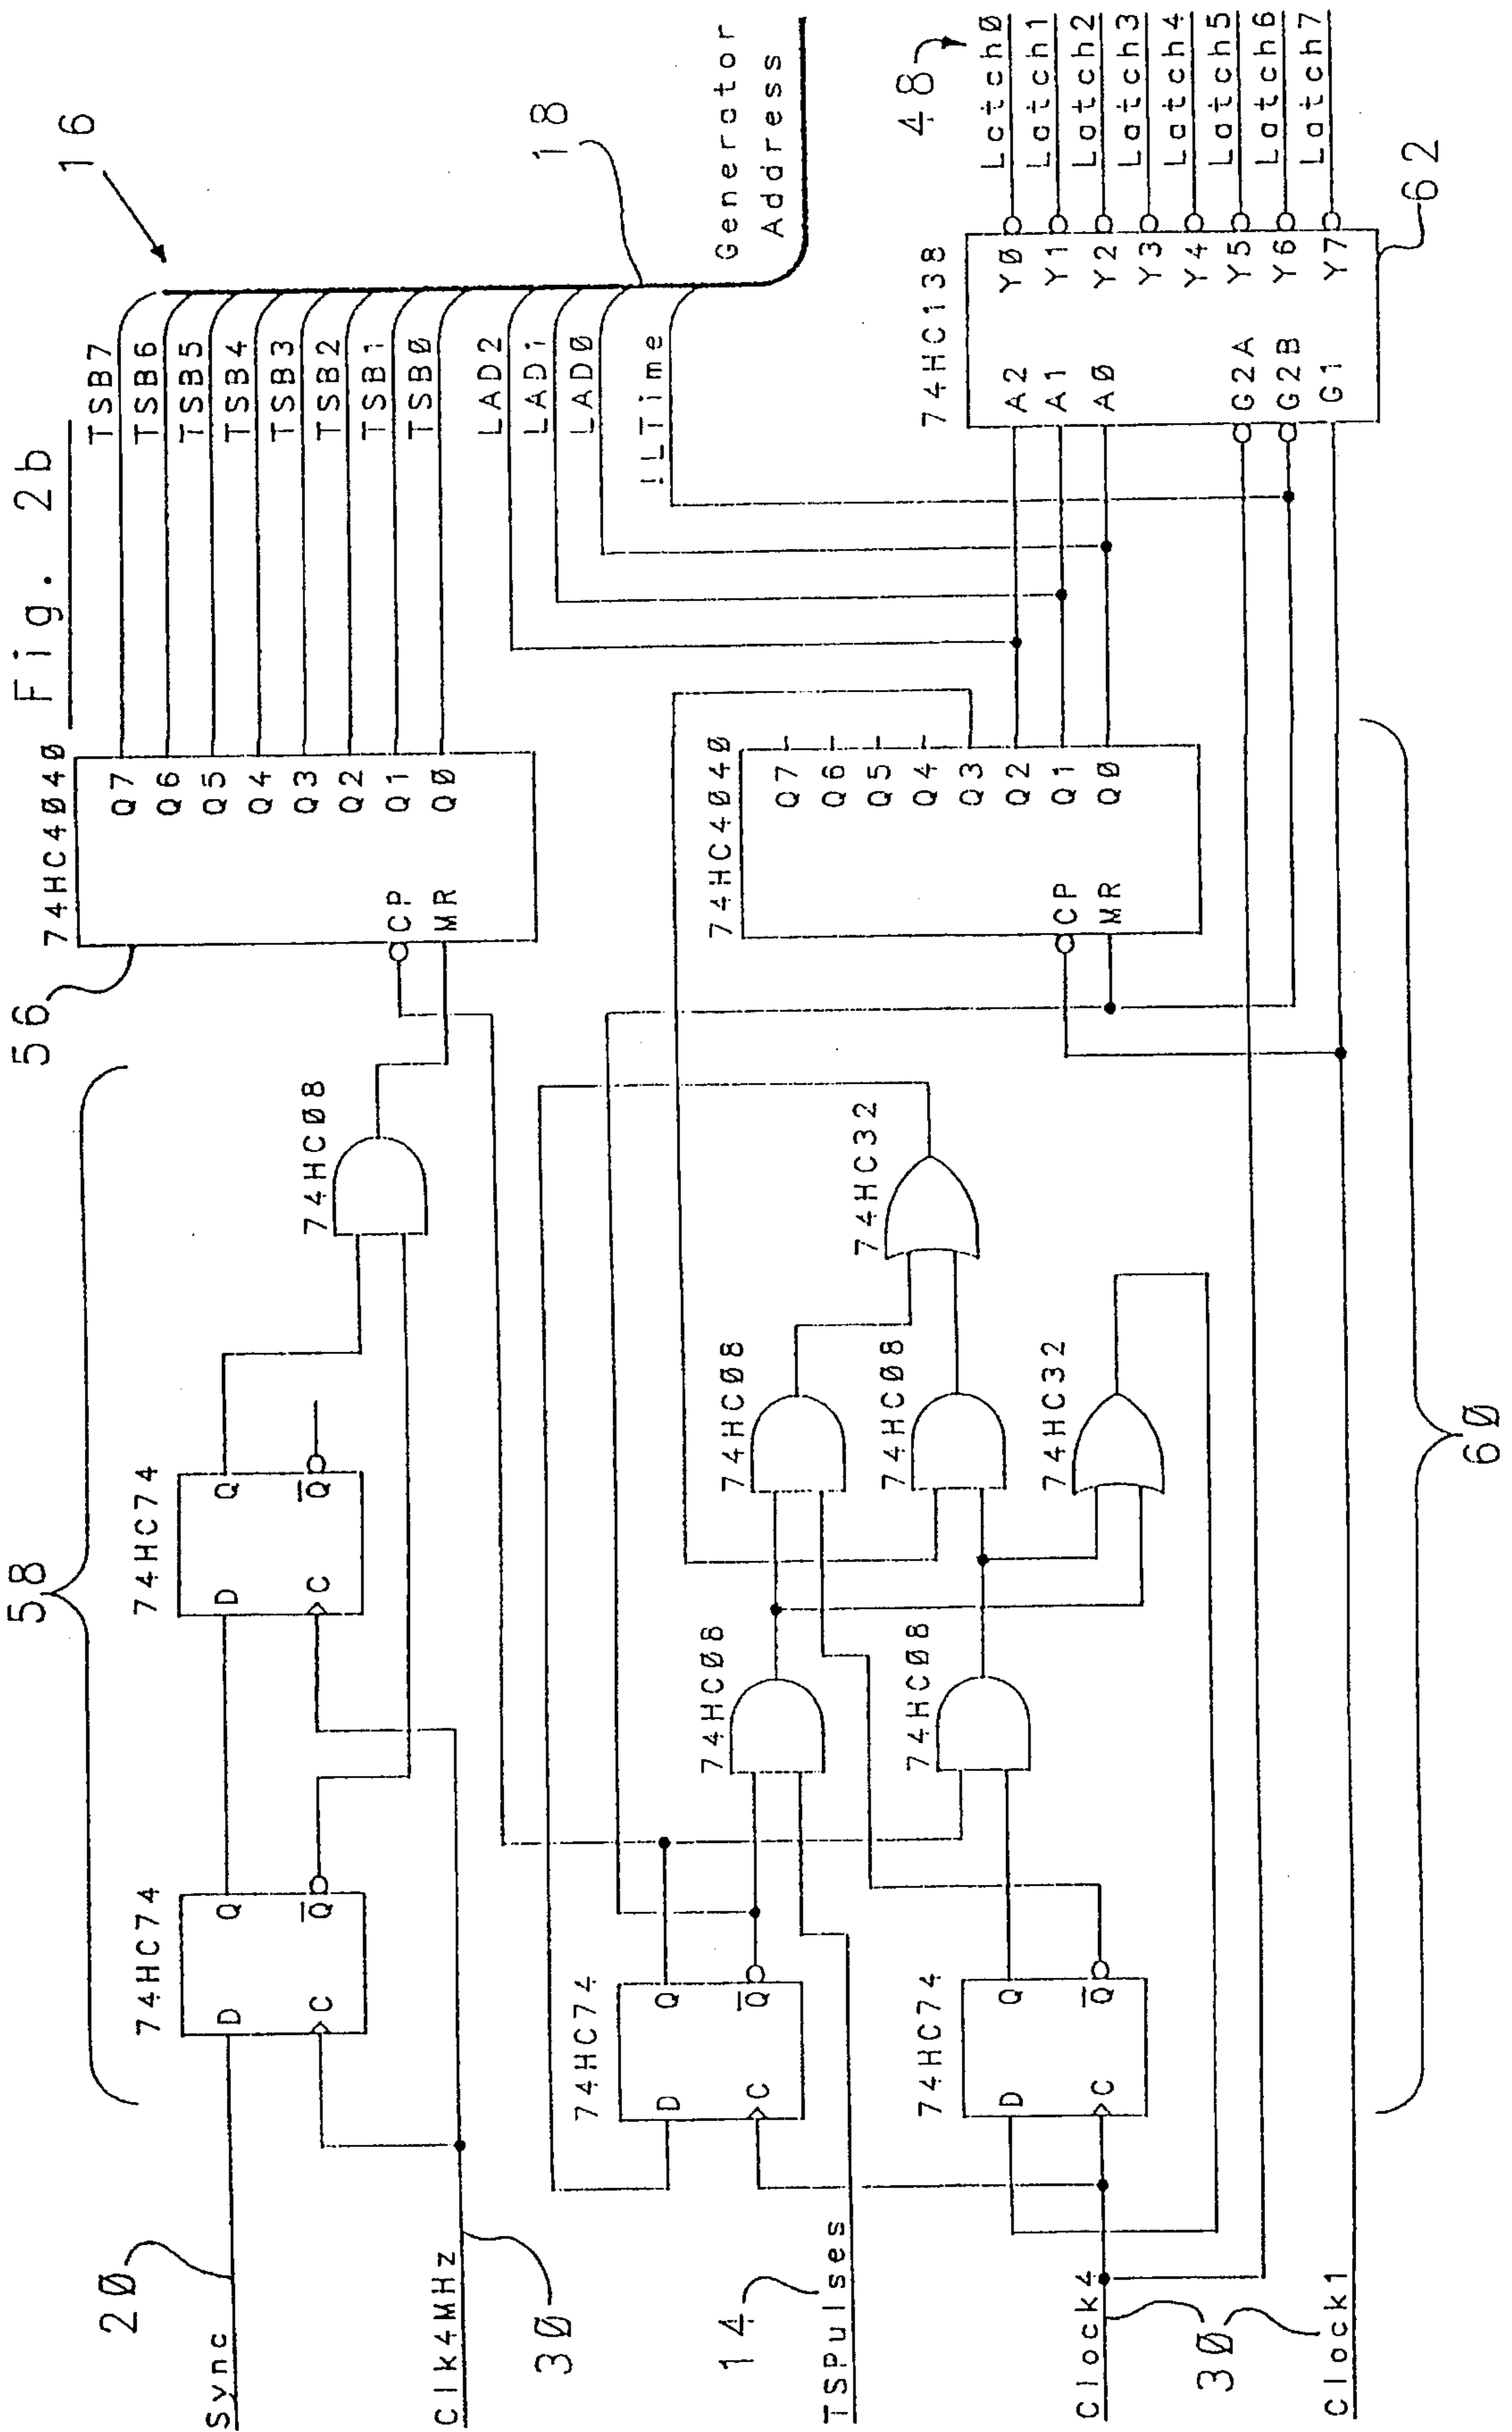 Fig. 2b
16
18
Generator
Address
58
56
20
Sync
Clk4MHz
30
74HC74
D
Q
C
Q̅
74HC74
D
Q
C
Q̅
74HC08
74HC4040
CP
MR
Q7
Q6
Q5
Q4
Q3
Q2
Q1
Q0
TSB7
TSB6
TSB5
TSB4
TSB3
TSB2
TSB1
TSB0
LAD2
LAD1
LAD0
!LTime
14
TSPulses
Clock4
30
Clock1
74HC74
D
Q
C
Q̅
74HC74
D
Q
C
Q̅
74HC08
74HC08
74HC08
74HC08
74HC32
74HC32
74HC4040
CP
MR
Q7
Q6
Q5
Q4
Q3
Q2
Q1
Q0
60
74HC138
A2
A1
A0
G2A
G2B
G1
Y0
Y1
Y2
Y3
Y4
Y5
Y6
Y7
62
48
Latch0
Latch1
Latch2
Latch3
Latch4
Latch5
Latch6
Latch7